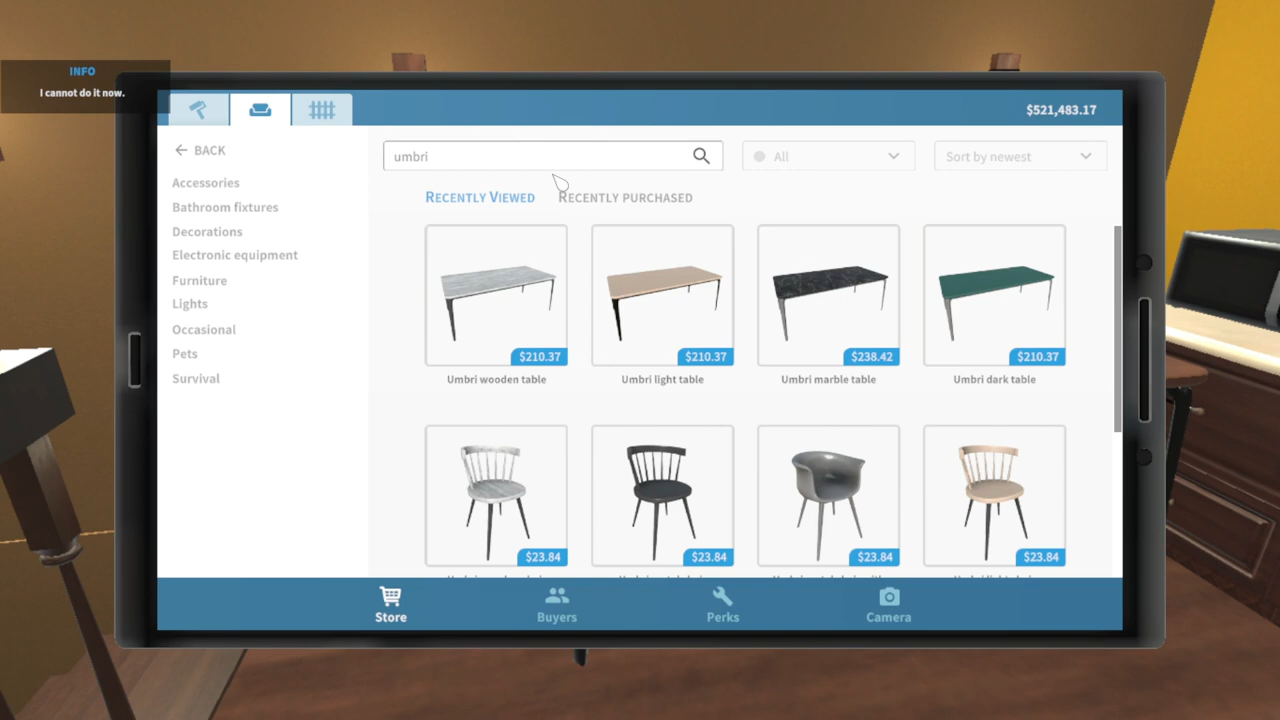 INFO
I cannot do it now.
$521,483.17
BACK
umbri
All
Sort by newest
Accessories
Bathroom fixtures
Decorations
Electronic equipment
Furniture
Lights
Occasional
Pets
Survival
RECENTLY VIEWED
RECENTLY PURCHASED
$210.37
$210.37
$238.42
$210.37
Umbri wooden table
Umbri light table
Umbri marble table
Umbri dark table
$23.84
$23.84
$23.84
$23.84
Store
Buyers
Perks
Camera